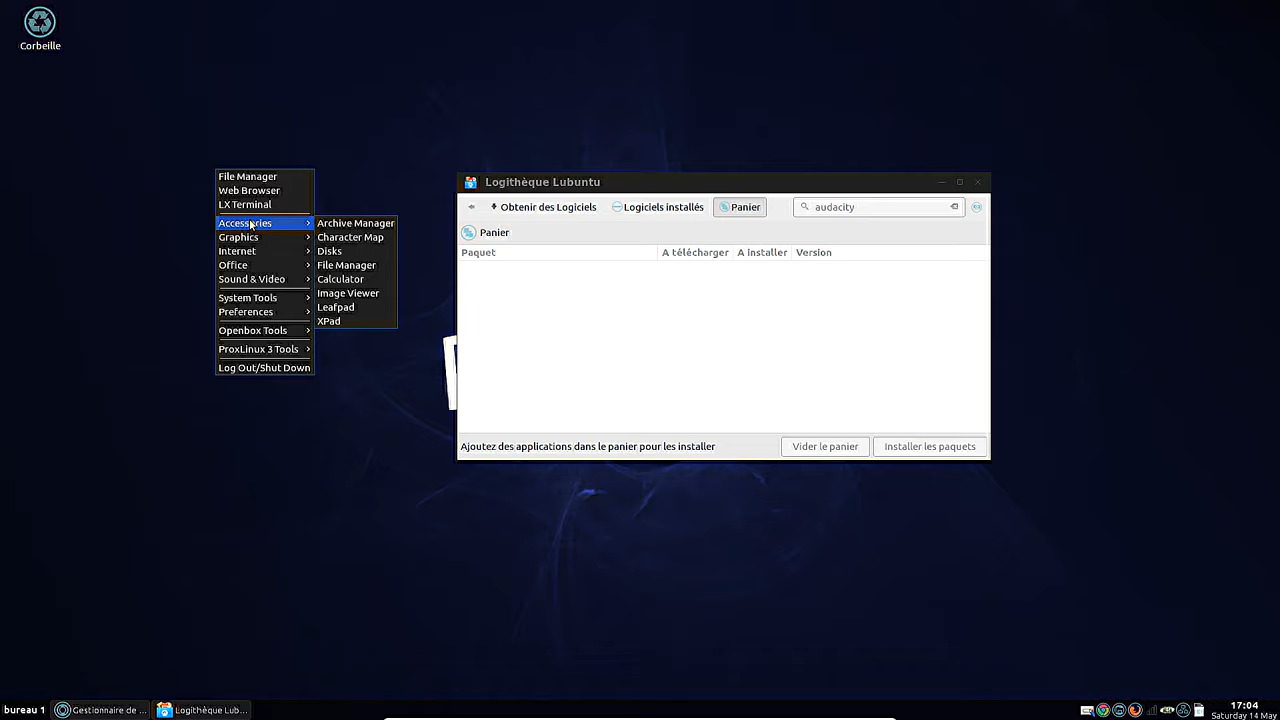 Corbeille
File Manager
Web Browser
LX Terminal
Accessories
Graphics
Internet
Office
Sound & Video
System Tools
Preferences
Openbox Tools
ProxLinux 3 Tools
Log Out/Shut Down
Archive Manager
Character Map
Disks
File Manager
Calculator
Image Viewer
Leafpad
XPad
Logithèque Lubuntu
Obtenir des Logiciels Logiciels installés Panier audacity
Panier
Paquet A télécharger A installer Version
Ajoutez des applications dans le panier pour les installer Vider le panier Installer les paquets
bureau 1 Gestionnaire de ... Logithèque Lub... 17:04
Saturday 14 May